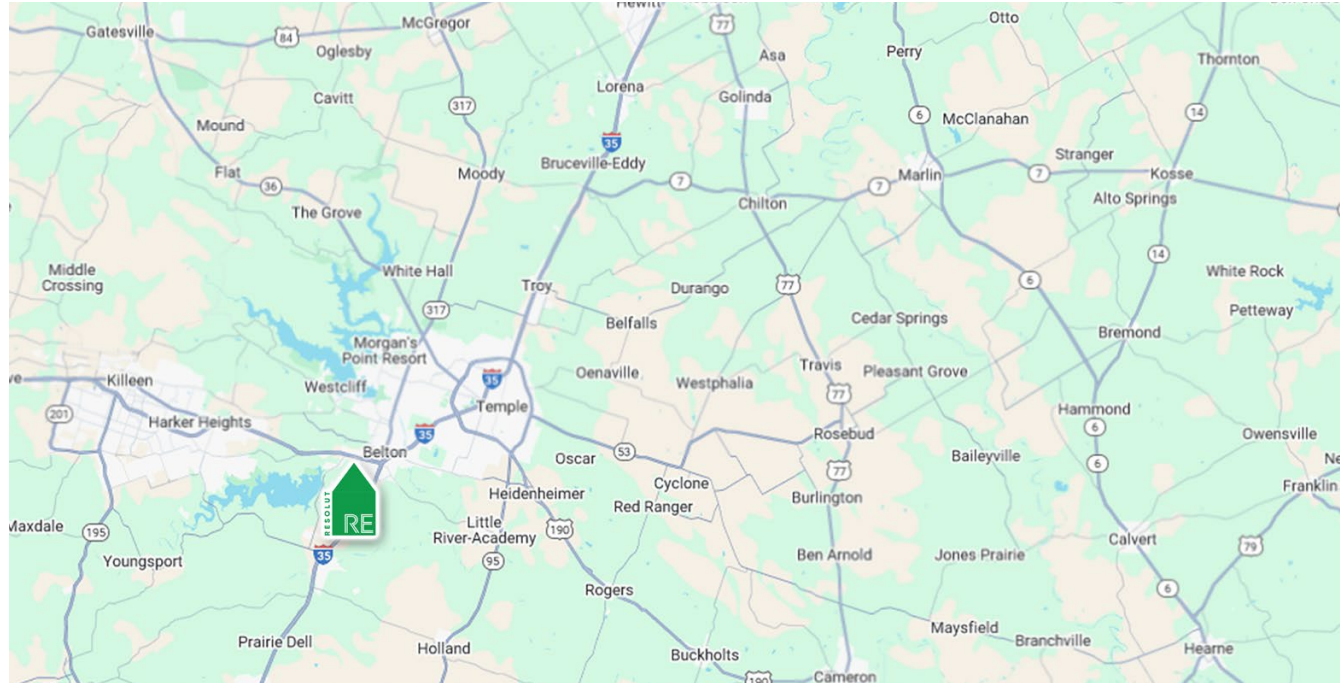 Hewitt
77
Otto
McGregor
Gatesville
84
Oglesby
Perry
Asa
Thornton
Lorena
Golinda
Cavitt
317
6
14
McClanahan
Mound
35
Bruceville-Eddy
Stranger
Flat
Moody
7
Marlin
7
Kosse
36
7
Alto Springs
Chilton
The Grove
14
Middle
Crossing
White Hall
White Rock
6
Troy
77
Durango
317
Petteway
Belfalls
Cedar Springs
Bremond
Morgan's
Point Resort
Travis
Pleasant Grove
Oenaville
35
Westphalia
Killeen
Westcliff
77
201
Temple
Hammond
Harker Heights
6
35
Rosebud
Owensville
Belton
53
Oscar
Baileyville
6
77
Cyclone
Franklin
Heidenheimer
Burlington
Red Ranger
RESOLUT
RE
Little
River-Academy
190
Maxdale
195
Calvert
79
35
Ben Arnold
Jones Prairie
Youngsport
95
Rogers
6
Maysfield
Prairie Dell
Branchville
Holland
Hearne
Buckholts
Cameron
190